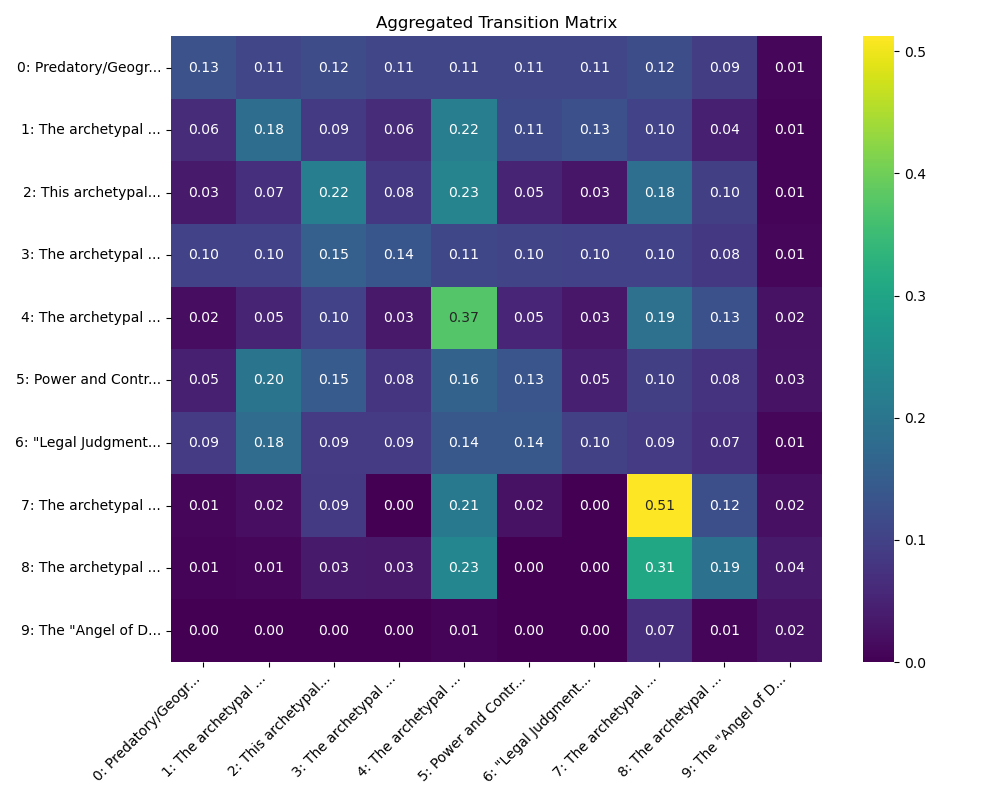 Aggregated Transition Matrix
0: Predatory/Geogr... 0.13 0.11 0.12 0.11 0.11 0.11 0.11 0.12 0.09 0.01
1: The archetypal ... 0.06 0.18 0.09 0.06 0.22 0.11 0.13 0.10 0.04 0.01
2: This archetypal... 0.03 0.07 0.22 0.08 0.23 0.05 0.03 0.18 0.10 0.01
3: The archetypal ... 0.10 0.10 0.15 0.14 0.11 0.10 0.10 0.10 0.08 0.01
4: The archetypal ... 0.02 0.05 0.10 0.03 0.37 0.05 0.03 0.19 0.13 0.02
5: Power and Contr... 0.05 0.20 0.15 0.08 0.16 0.13 0.05 0.10 0.08 0.03
6: "Legal Judgment... 0.09 0.18 0.09 0.09 0.14 0.14 0.10 0.09 0.07 0.01
7: The archetypal ... 0.01 0.02 0.09 0.00 0.21 0.02 0.00 0.51 0.12 0.02
8: The archetypal ... 0.01 0.01 0.03 0.03 0.23 0.00 0.00 0.31 0.19 0.04
9: The "Angel of D... 0.00 0.00 0.00 0.00 0.01 0.00 0.00 0.07 0.01 0.02
0: Predatory/Geogr...
1: The archetypal ...
2: This archetypal...
3: The archetypal ...
4: The archetypal ...
5: Power and Contr...
6: "Legal Judgment...
7: The archetypal ...
8: The archetypal ...
9: The "Angel of D...
0.5
0.4
0.3
0.2
0.1
0.0